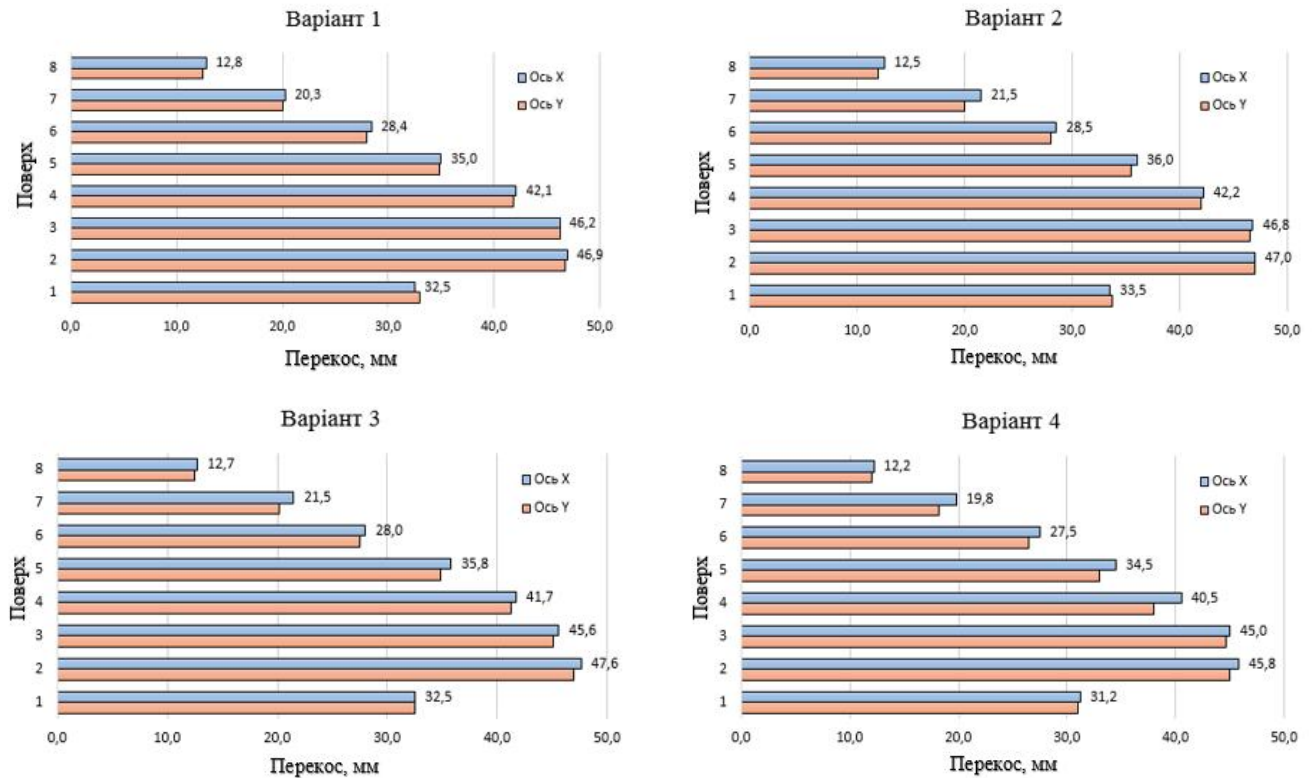 Варіант 1
Поверх
8
12,8
7
20,3
6
28,4
5
35,0
4
42,1
3
46,2
2
46,9
1
32,5
Ось X
Ось Y
0,0 10,0 20,0 30,0 40,0 50,0
Перекос, мм
Варіант 2
Поверх
8
12,5
7
21,5
6
28,5
5
36,0
4
42,2
3
46,8
2
47,0
1
33,5
Ось X
Ось Y
0,0 10,0 20,0 30,0 40,0 50,0
Перекос, мм
Варіант 3
Поверх
8
12,7
7
21,5
6
28,0
5
35,8
4
41,7
3
45,6
2
47,6
1
32,5
Ось X
Ось Y
0,0 10,0 20,0 30,0 40,0 50,0
Перекос, мм
Варіант 4
Поверх
8
12,2
7
19,8
6
27,5
5
34,5
4
40,5
3
45,0
2
45,8
1
31,2
Ось X
Ось Y
0,0 10,0 20,0 30,0 40,0 50,0
Перекос, мм